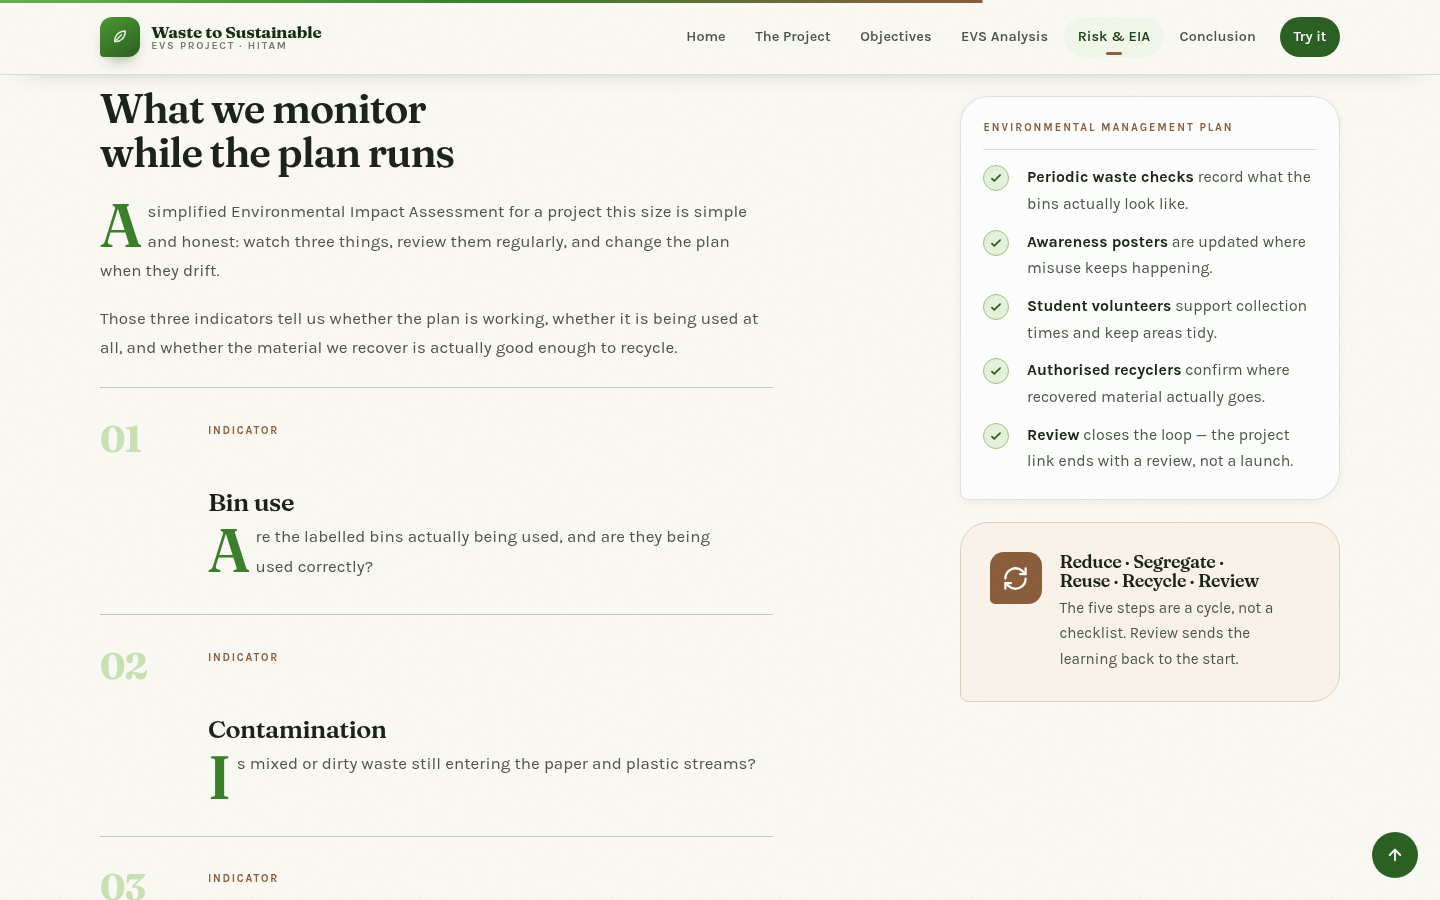 Waste to Sustainable
EVS PROJECT · HITAM
Home
The Project
Objectives
EVS Analysis
Risk & EIA
Conclusion
Try it
What we monitor
while the plan runs
A simplified Environmental Impact Assessment for a project this size is simple
and honest: watch three things, review them regularly, and change the plan
when they drift.
Those three indicators tell us whether the plan is working, whether it is being used at
all, and whether the material we recover is actually good enough to recycle.
01
INDICATOR
Bin use
Are the labelled bins actually being used, and are they being
used correctly?
02
INDICATOR
Contamination
Is mixed or dirty waste still entering the paper and plastic streams?
03
INDICATOR
ENVIRONMENTAL MANAGEMENT PLAN
Periodic waste checks record what the
bins actually look like.
Awareness posters are updated where
misuse keeps happening.
Student volunteers support collection
times and keep areas tidy.
Authorised recyclers confirm where
recovered material actually goes.
Review closes the loop — the project
link ends with a review, not a launch.
Reduce · Segregate ·
Reuse · Recycle · Review
The five steps are a cycle, not a
checklist. Review sends the
learning back to the start.